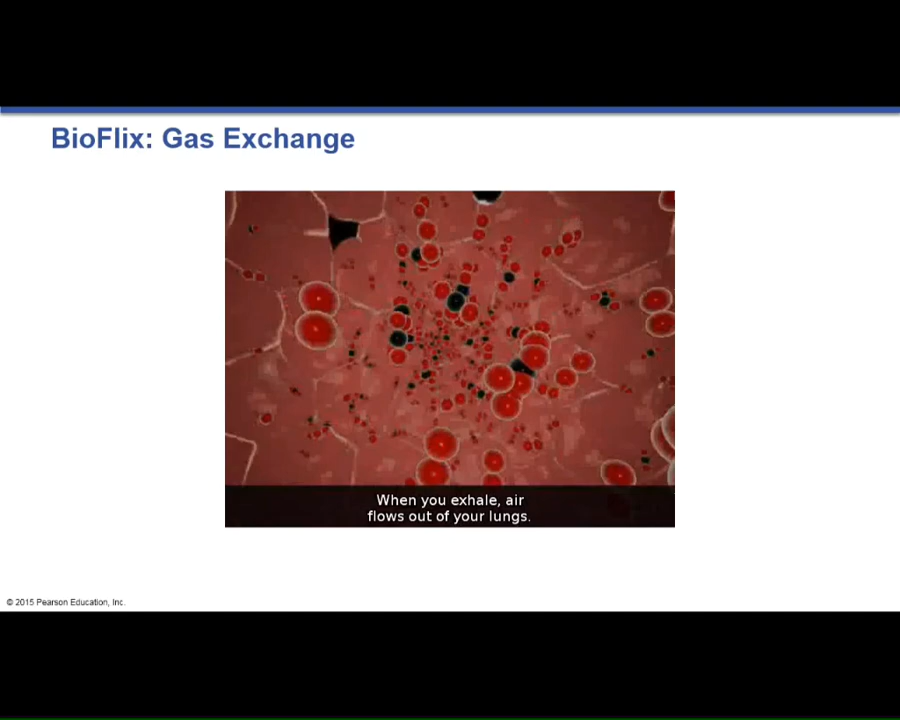 BioFlix: Gas Exchange
When you exhale, air
flows out of your lungs.
© 2015 Pearson Education, Inc.